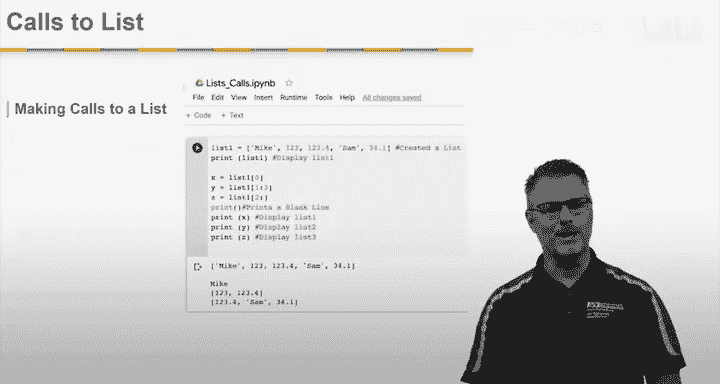 Calls to List
Making Calls to a List
Lists_Calls.ipynb
File Edit View Insert Runtime Tools Help All changes saved
+ Code + Text
list1 = ['Mike', 123, 123.4, 'Sam', 34.1] #Created a List
print (list1) #Display list1
x = list1[0]
y = list1[1:3]
z = list1[2:]
print()#Prints a Blank Line
print (x) #Display list1
print (y) #Display list2
print (z) #Display list3
['Mike', 123, 123.4, 'Sam', 34.1]
Mike
[123, 123.4]
[123.4, 'Sam', 34.1]